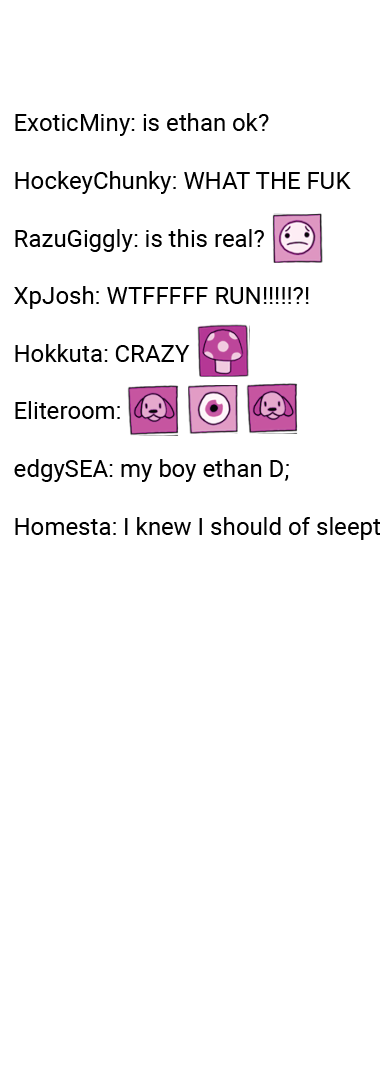 ExoticMiny: is ethan ok?
HockeyChunky: WHAT THE FUK
RazuGiggly: is this real?
XpJosh: WTFFFFF RUN!!!!!?!
Hokkuta: CRAZY
Eliteroom:
edgySEA: my boy ethan D;
Homesta: I knew I should of sleept